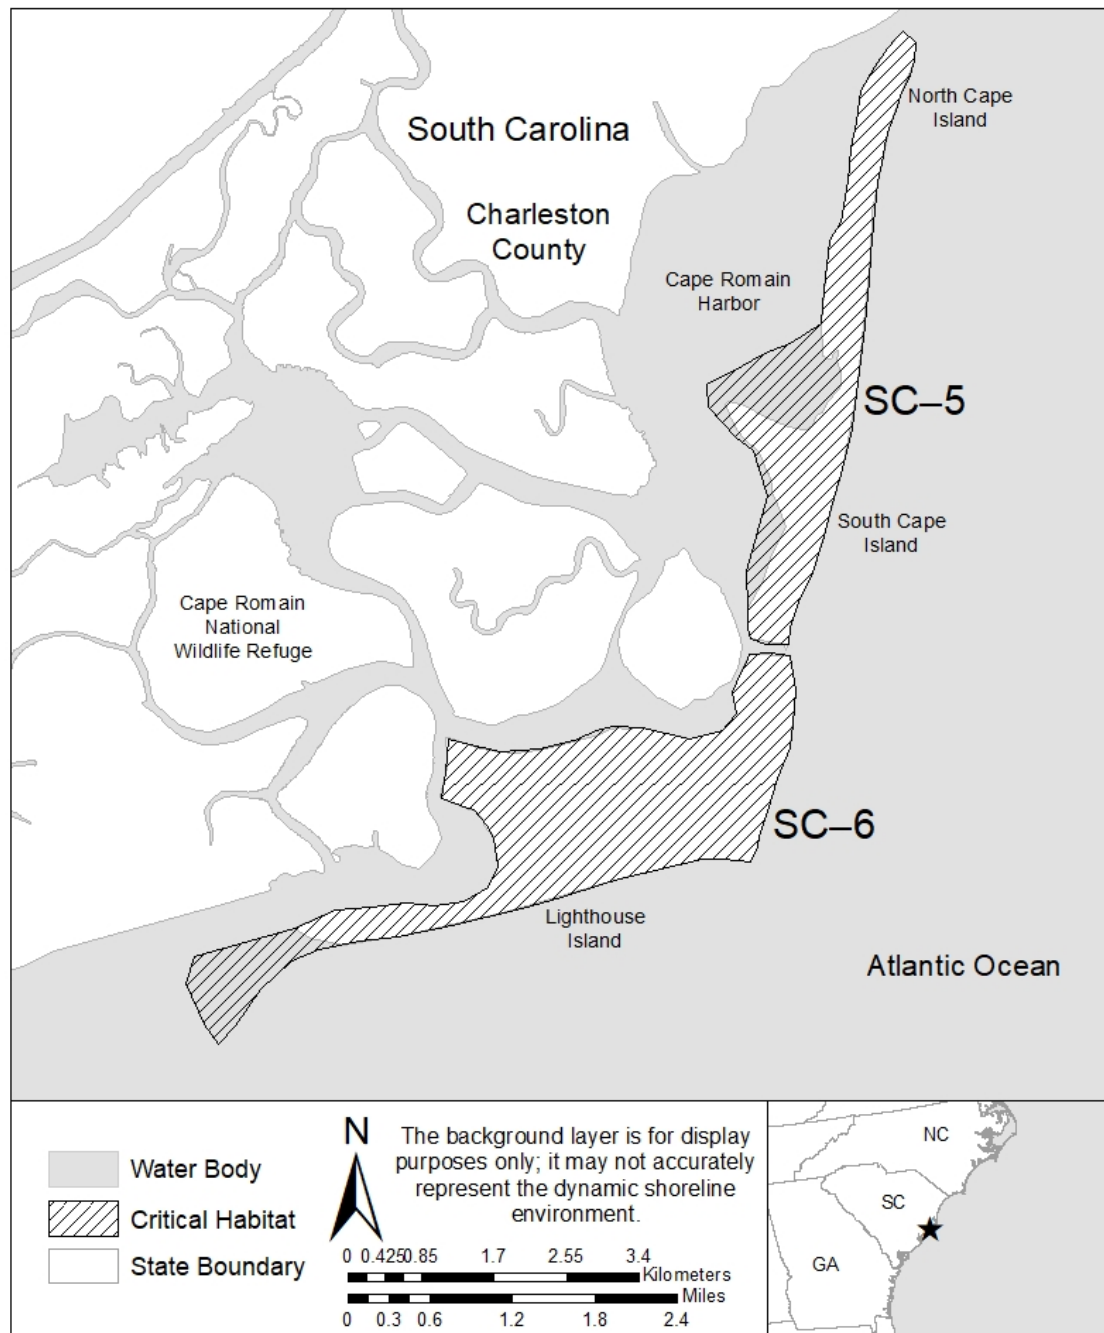 North Cape
Island
South Carolina
Charleston
County
Cape Romain
Harbor
SC–5
South Cape
Island
Cape Romain
National
Wildlife Refuge
SC–6
Lighthouse
Island
Atlantic Ocean
Water Body
Critical Habitat
State Boundary
N
The background layer is for display
purposes only; it may not accurately
represent the dynamic shoreline
environment.
0 0.425 0.85 1.7 2.55 3.4
Kilometers
Miles
0 0.3 0.6 1.2 1.8 2.4
NC
SC
GA